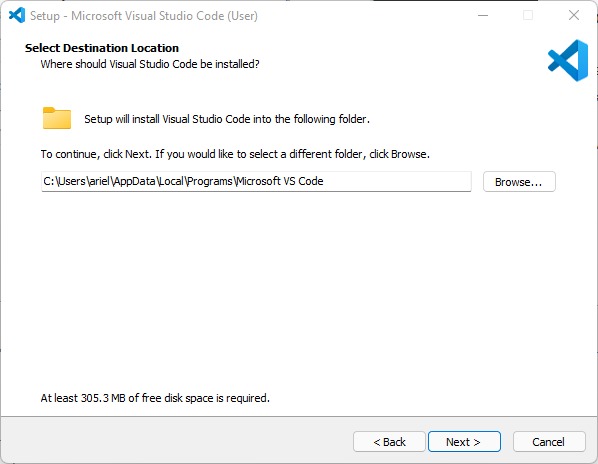 Setup - Microsoft Visual Studio Code (User)
Select Destination Location
Where should Visual Studio Code be installed?
Setup will install Visual Studio Code into the following folder.
To continue, click Next. If you would like to select a different folder, click Browse.
C:\Users\ariel\AppData\Local\Programs\Microsoft VS Code
Browse...
At least 305.3 MB of free disk space is required.
< Back
Next >
Cancel